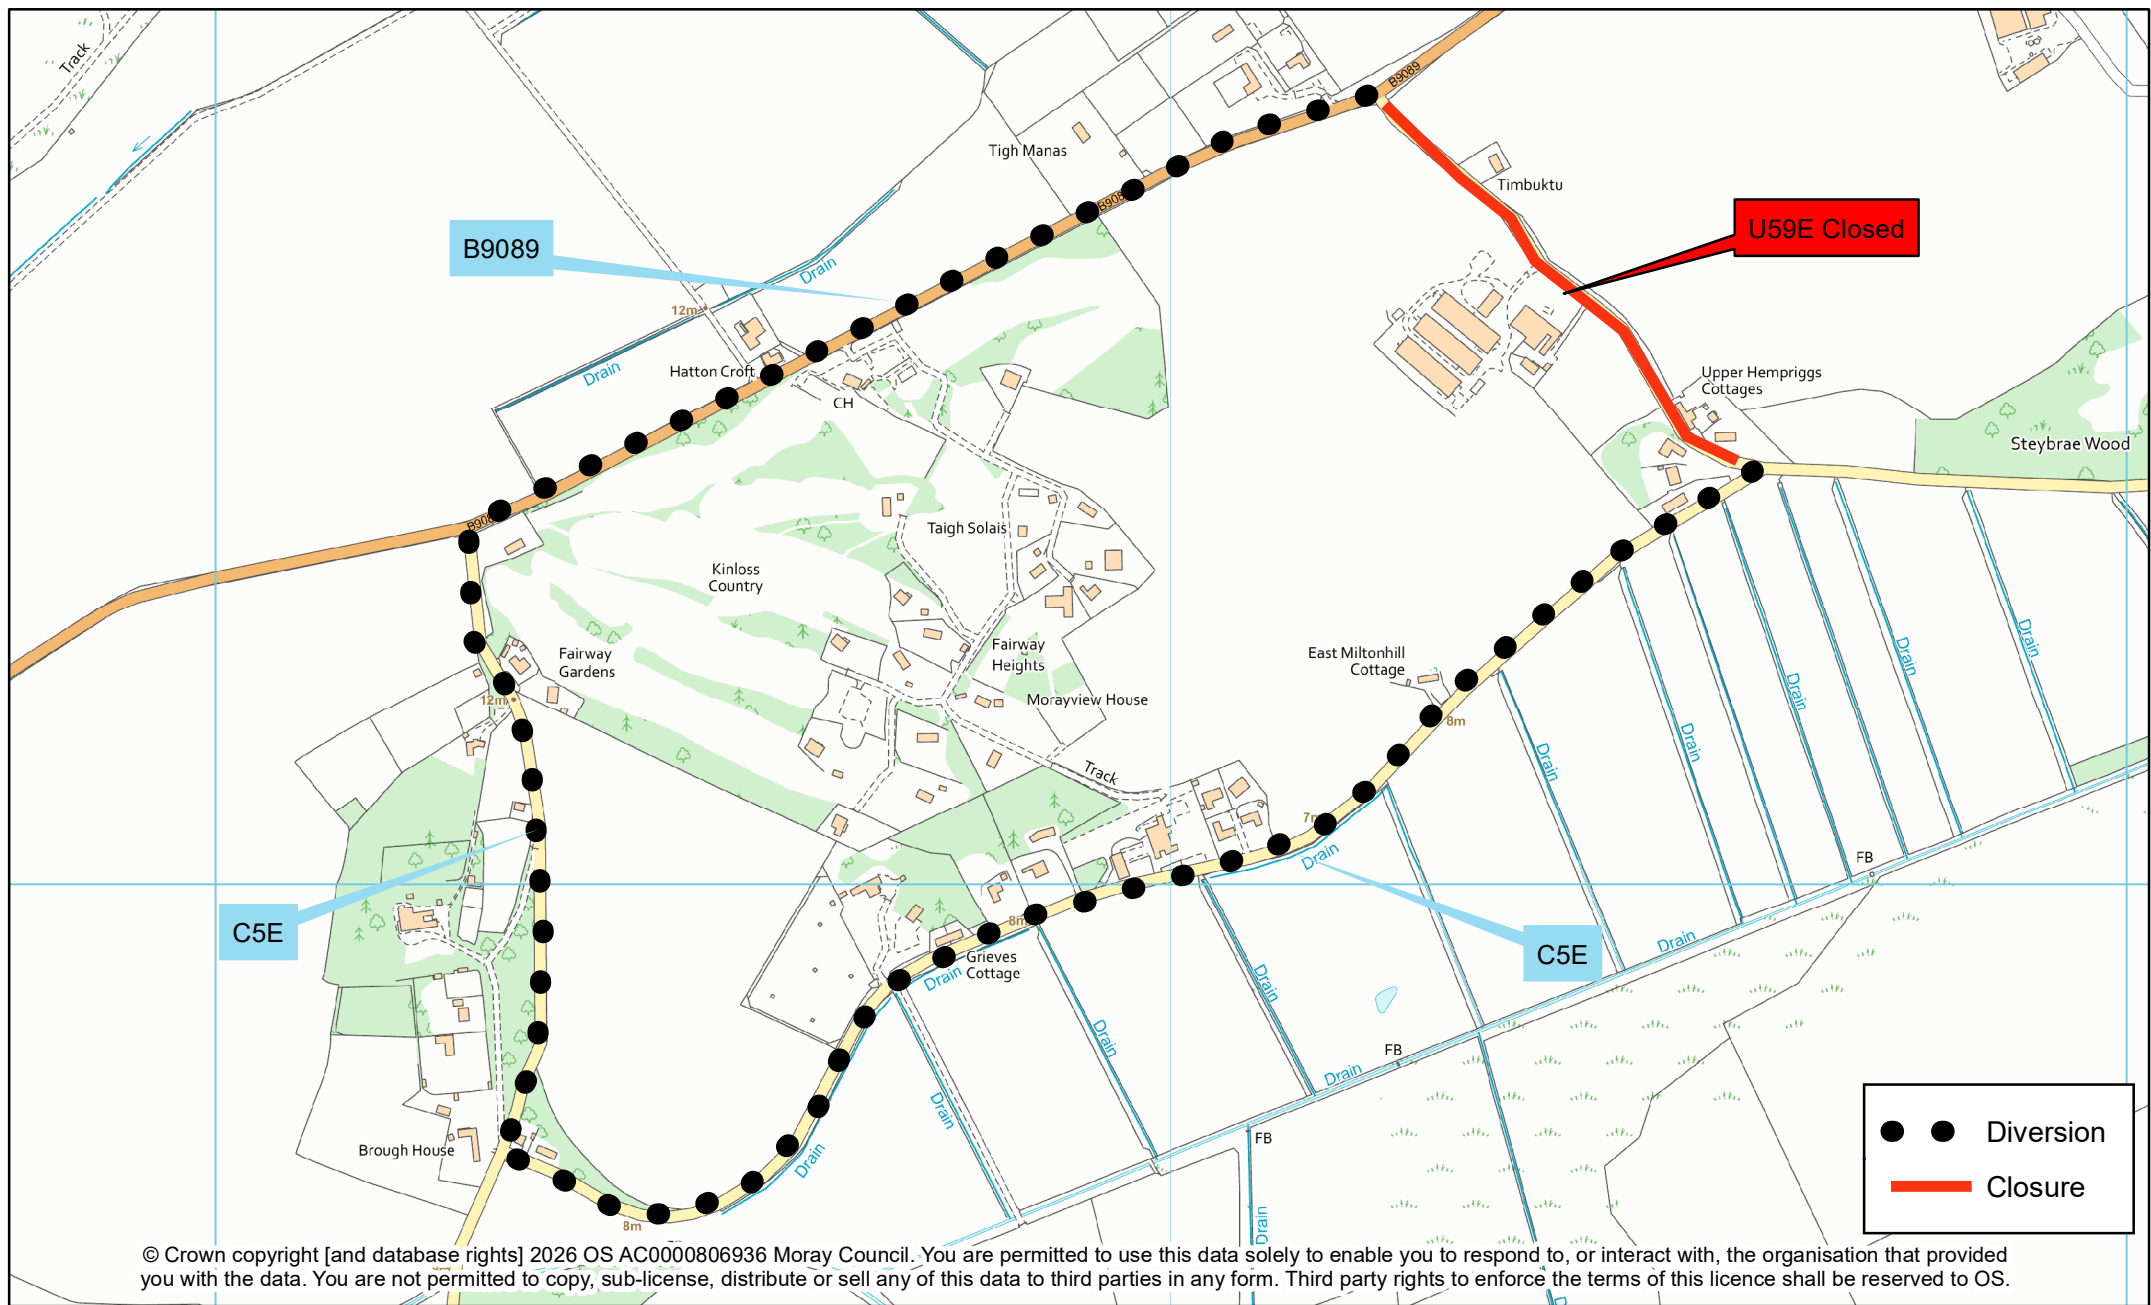 Track
B9089
Tigh Manas
Timbuktu
B9089
U59E Closed
Drain
12m
Hatton Croft
Drain
CH
Upper Hempriggs
Cottages
Steybrae Wood
Taigh Solais
Kinloss
Country
Fairway
Gardens
Fairway
Heights
East Miltonhill
Cottage
Morayview House
12m
8m
Drain
Drain
Drain
Drain
Drain
Track
7m
Drain
FB
C5E
8m
Grieves
Cottage
Drain
Drain
C5E
Drain
Drain
Drain
FB
Drain
Drain
FB
Brough House
Drain
8m
Drain
Diversion
Closure
© Crown copyright [and database rights] 2026 OS AC0000806936 Moray Council. You are permitted to use this data solely to enable you to respond to, or interact with, the organisation that provided
you with the data. You are not permitted to copy, sub-license, distribute or sell any of this data to third parties in any form. Third party rights to enforce the terms of this licence shall be reserved to OS.